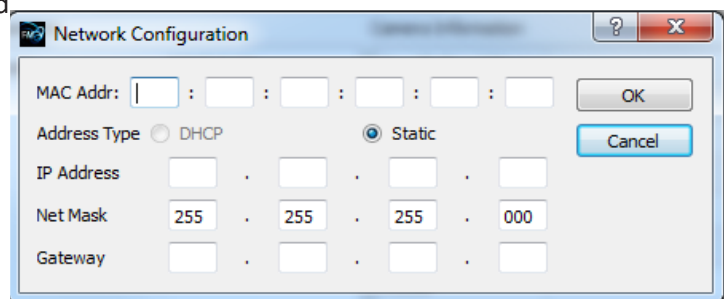 Network Configuration
MAC Addr: : : : : :
OK
Address Type DHCP Static
Cancel
IP Address . . .
Net Mask 255 . 255 . 255 . 000
Gateway . . .